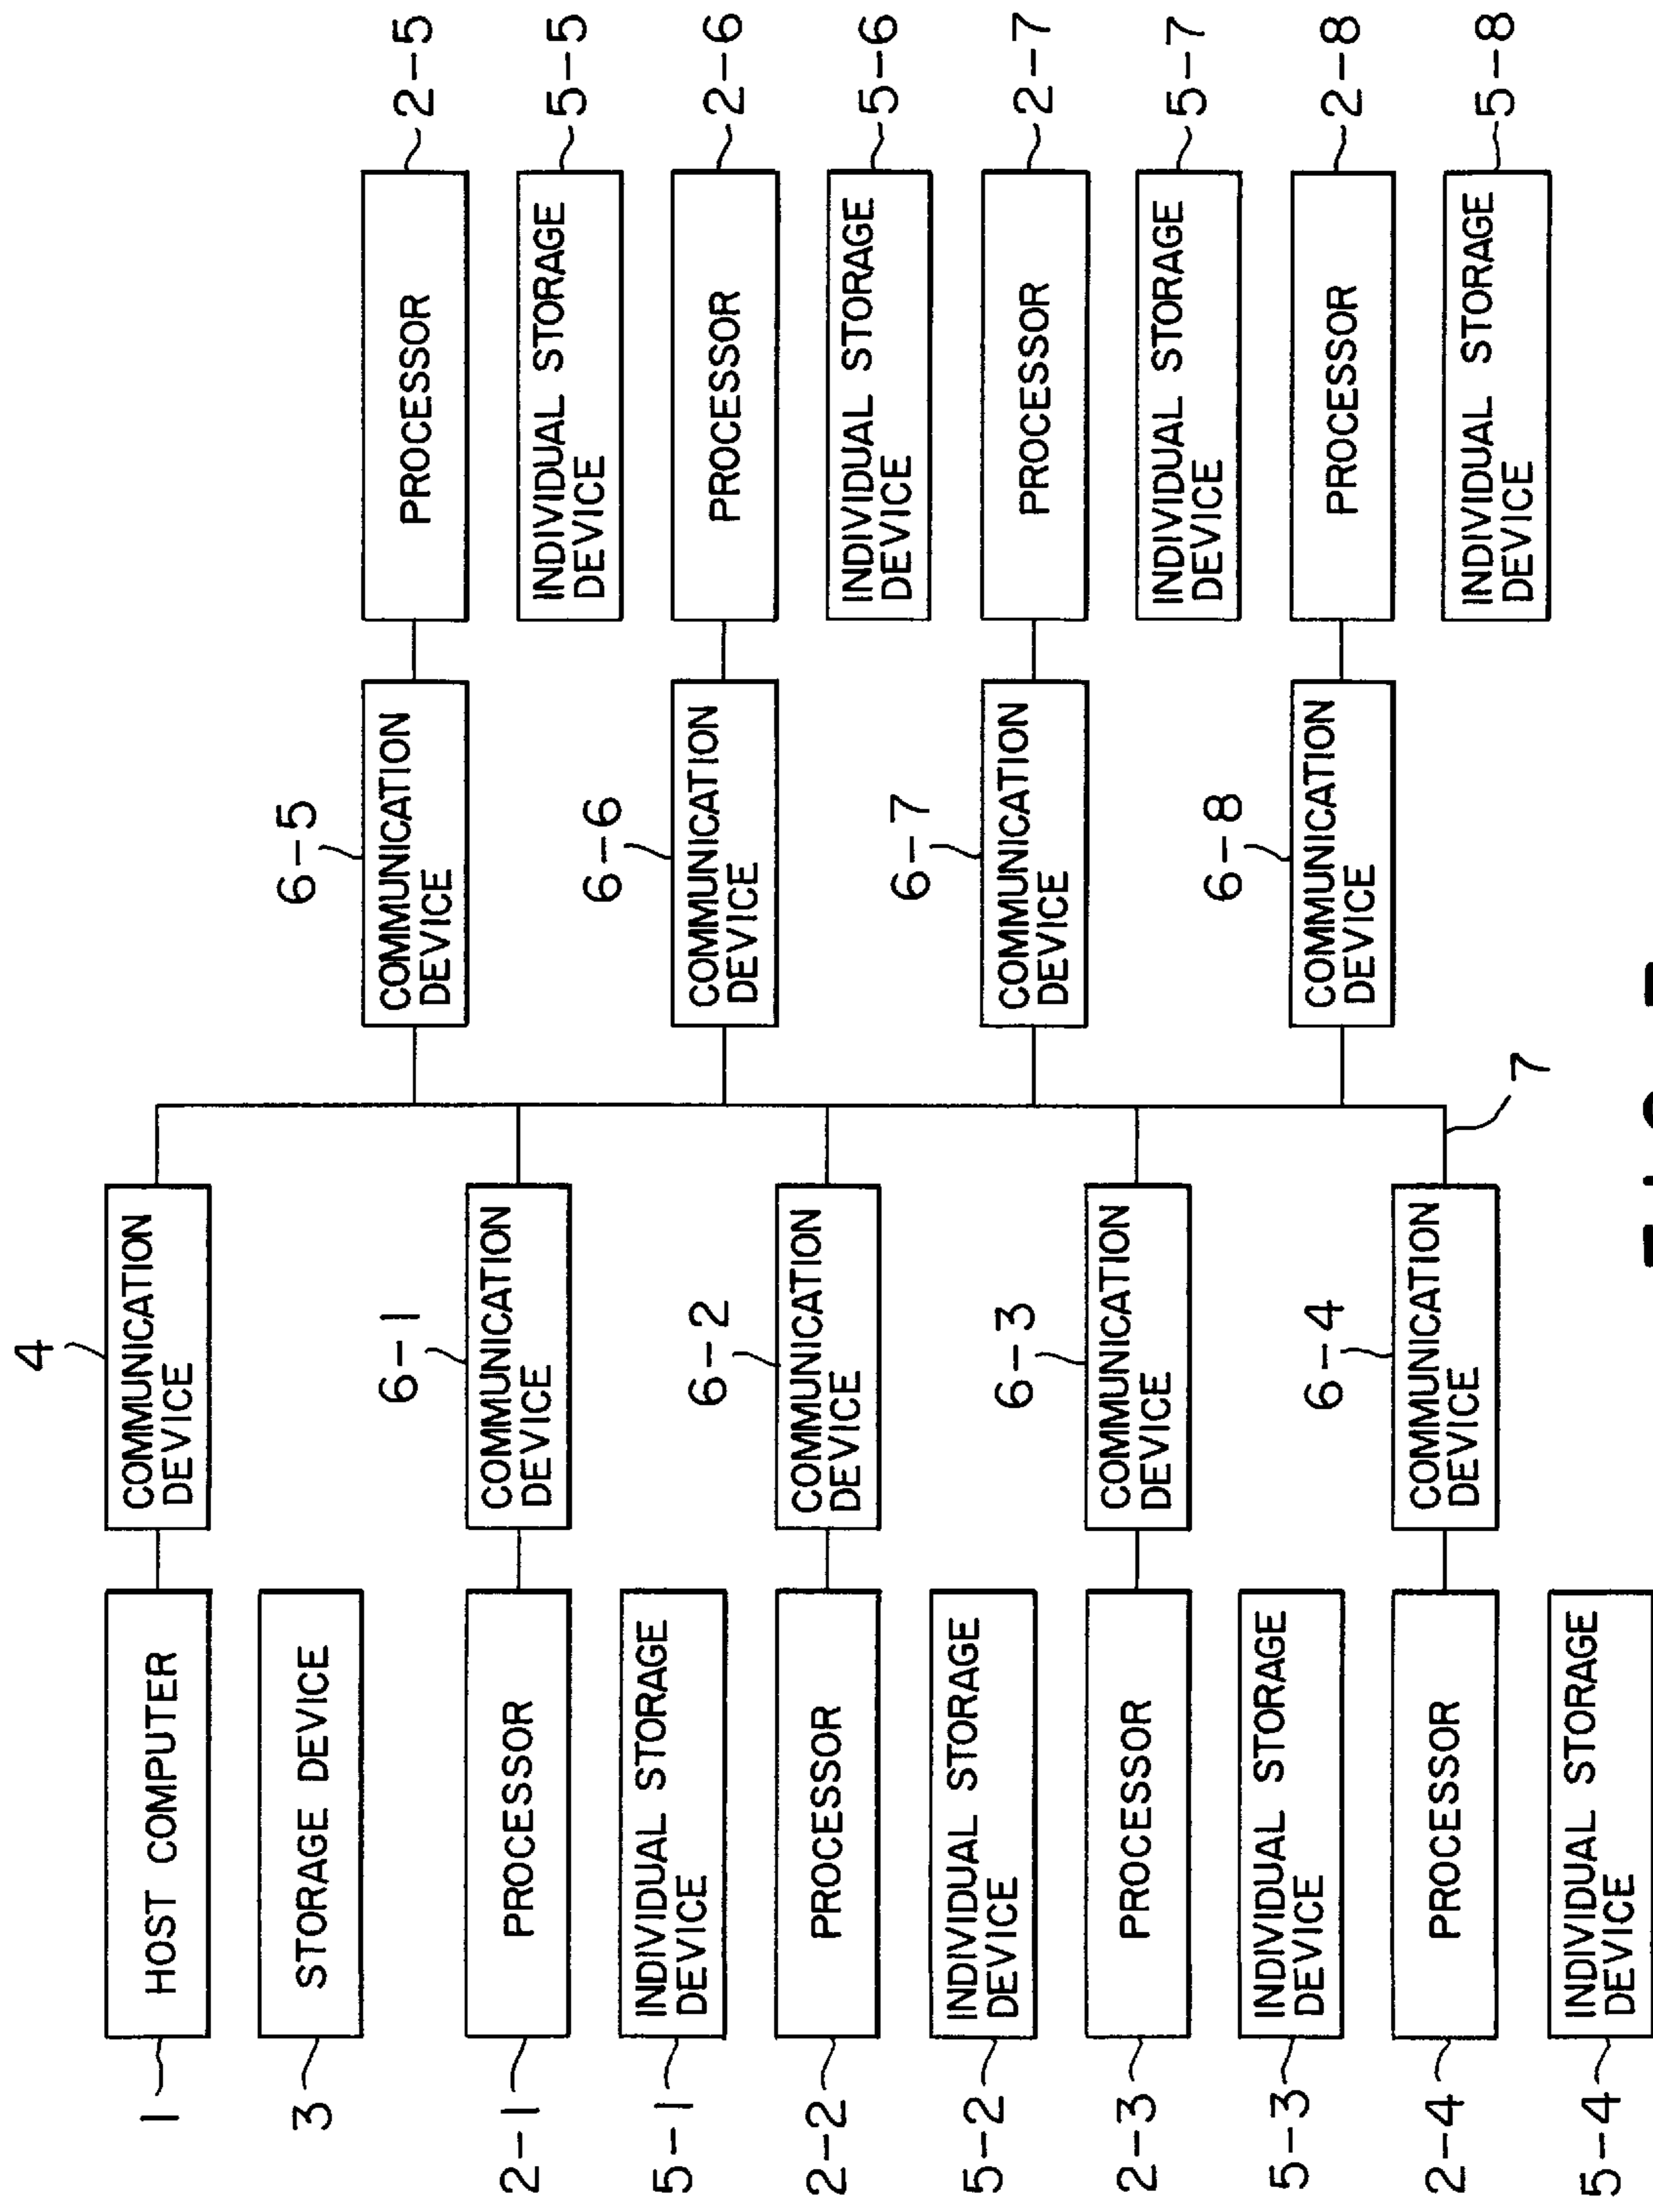 4
1
HOST COMPUTER
COMMUNICATION
DEVICE
3
STORAGE DEVICE
6-5
COMMUNICATION
DEVICE
PROCESSOR
2-5
6-1
2-1
PROCESSOR
COMMUNICATION
DEVICE
INDIVIDUAL STORAGE
DEVICE
5-5
5-1
INDIVIDUAL STORAGE
DEVICE
6-6
COMMUNICATION
DEVICE
PROCESSOR
2-6
6-2
2-2
PROCESSOR
COMMUNICATION
DEVICE
INDIVIDUAL STORAGE
DEVICE
5-6
5-2
INDIVIDUAL STORAGE
DEVICE
6-7
COMMUNICATION
DEVICE
PROCESSOR
2-7
6-3
2-3
PROCESSOR
COMMUNICATION
DEVICE
INDIVIDUAL STORAGE
DEVICE
5-7
5-3
INDIVIDUAL STORAGE
DEVICE
6-8
COMMUNICATION
DEVICE
PROCESSOR
2-8
6-4
2-4
PROCESSOR
COMMUNICATION
DEVICE
7
INDIVIDUAL STORAGE
DEVICE
5-8
5-4
INDIVIDUAL STORAGE
DEVICE